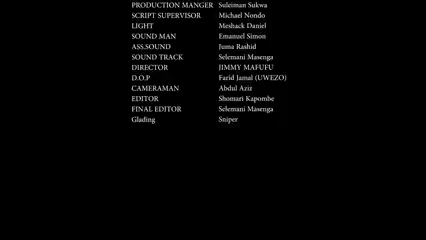 PRODUCTION MANGER Suleiman Sukwa
SCRIPT SUPERVISOR Michael Nondo
LIGHT Meshack Daniel
SOUND MAN Emanuel Simon
ASS.SOUND Juma Rashid
SOUND TRACK Selemani Masenga
DIRECTOR JIMMY MAFUFU
D.O.P Farid Jamal (UWEZO)
CAMERAMAN Abdul Aziz
EDITOR Shomari Kapombe
FINAL EDITOR Selemani Masenga
Glading Sniper